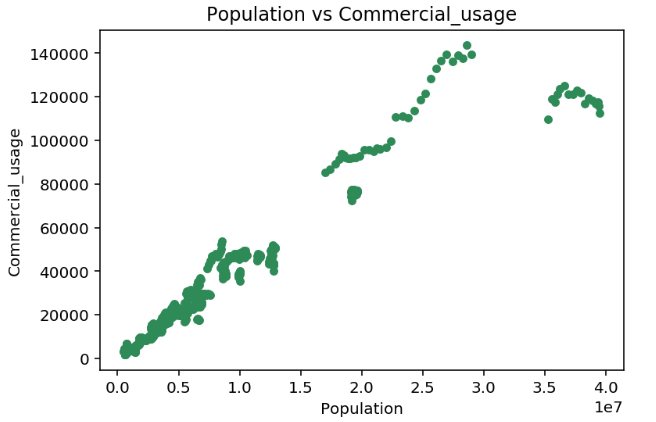 Population vs Commercial_usage
Commercial_usage
140000
120000
100000
80000
60000
40000
20000
0
0.0 0.5 1.0 1.5 2.0 2.5 3.0 3.5 4.0
1e7
Population